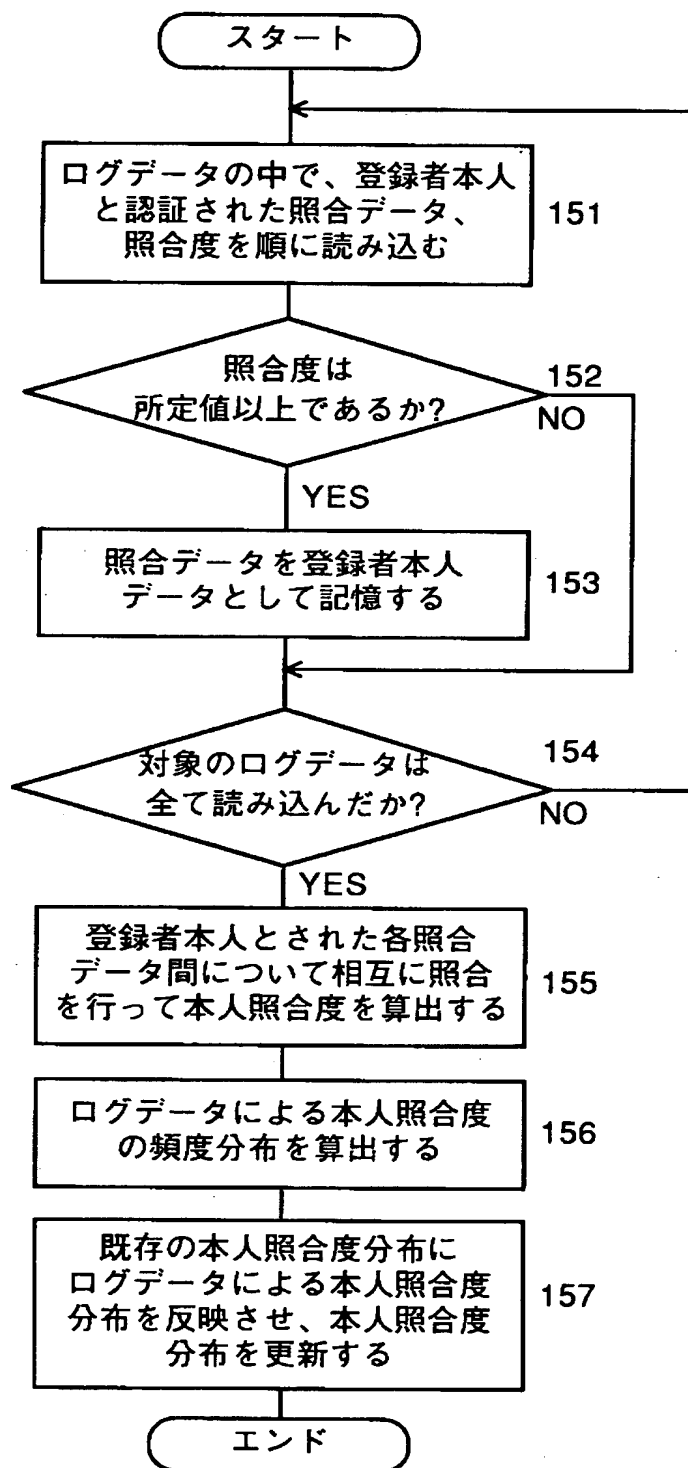 スタート
ログデータの中で、登録者本人
と認証された照合データ、
照合度を順に読み込む
151
照合度は
所定値以上であるか?
152
NO
YES
照合データを登録者本人
データとして記憶する
153
対象のログデータは
全て読み込んだか?
154
NO
YES
登録者本人とされた各照合
データ間について相互に照合
を行って本人照合度を算出する
155
ログデータによる本人照合度
の頻度分布を算出する
156
既存の本人照合度分布に
ログデータによる本人照合度
分布を反映させ、本人照合度
分布を更新する
157
エンド